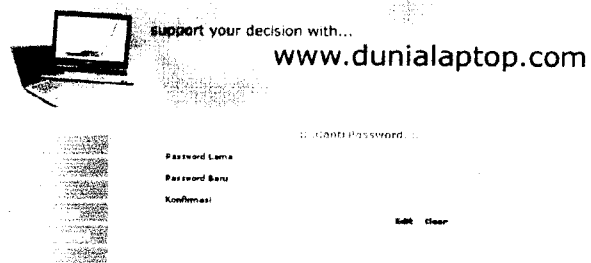 support your decision with...
www.dunialaptop.com
:: .:Ganti Password:. ::
Password Lama
Password Baru
Konfirmasi
Edit Clear